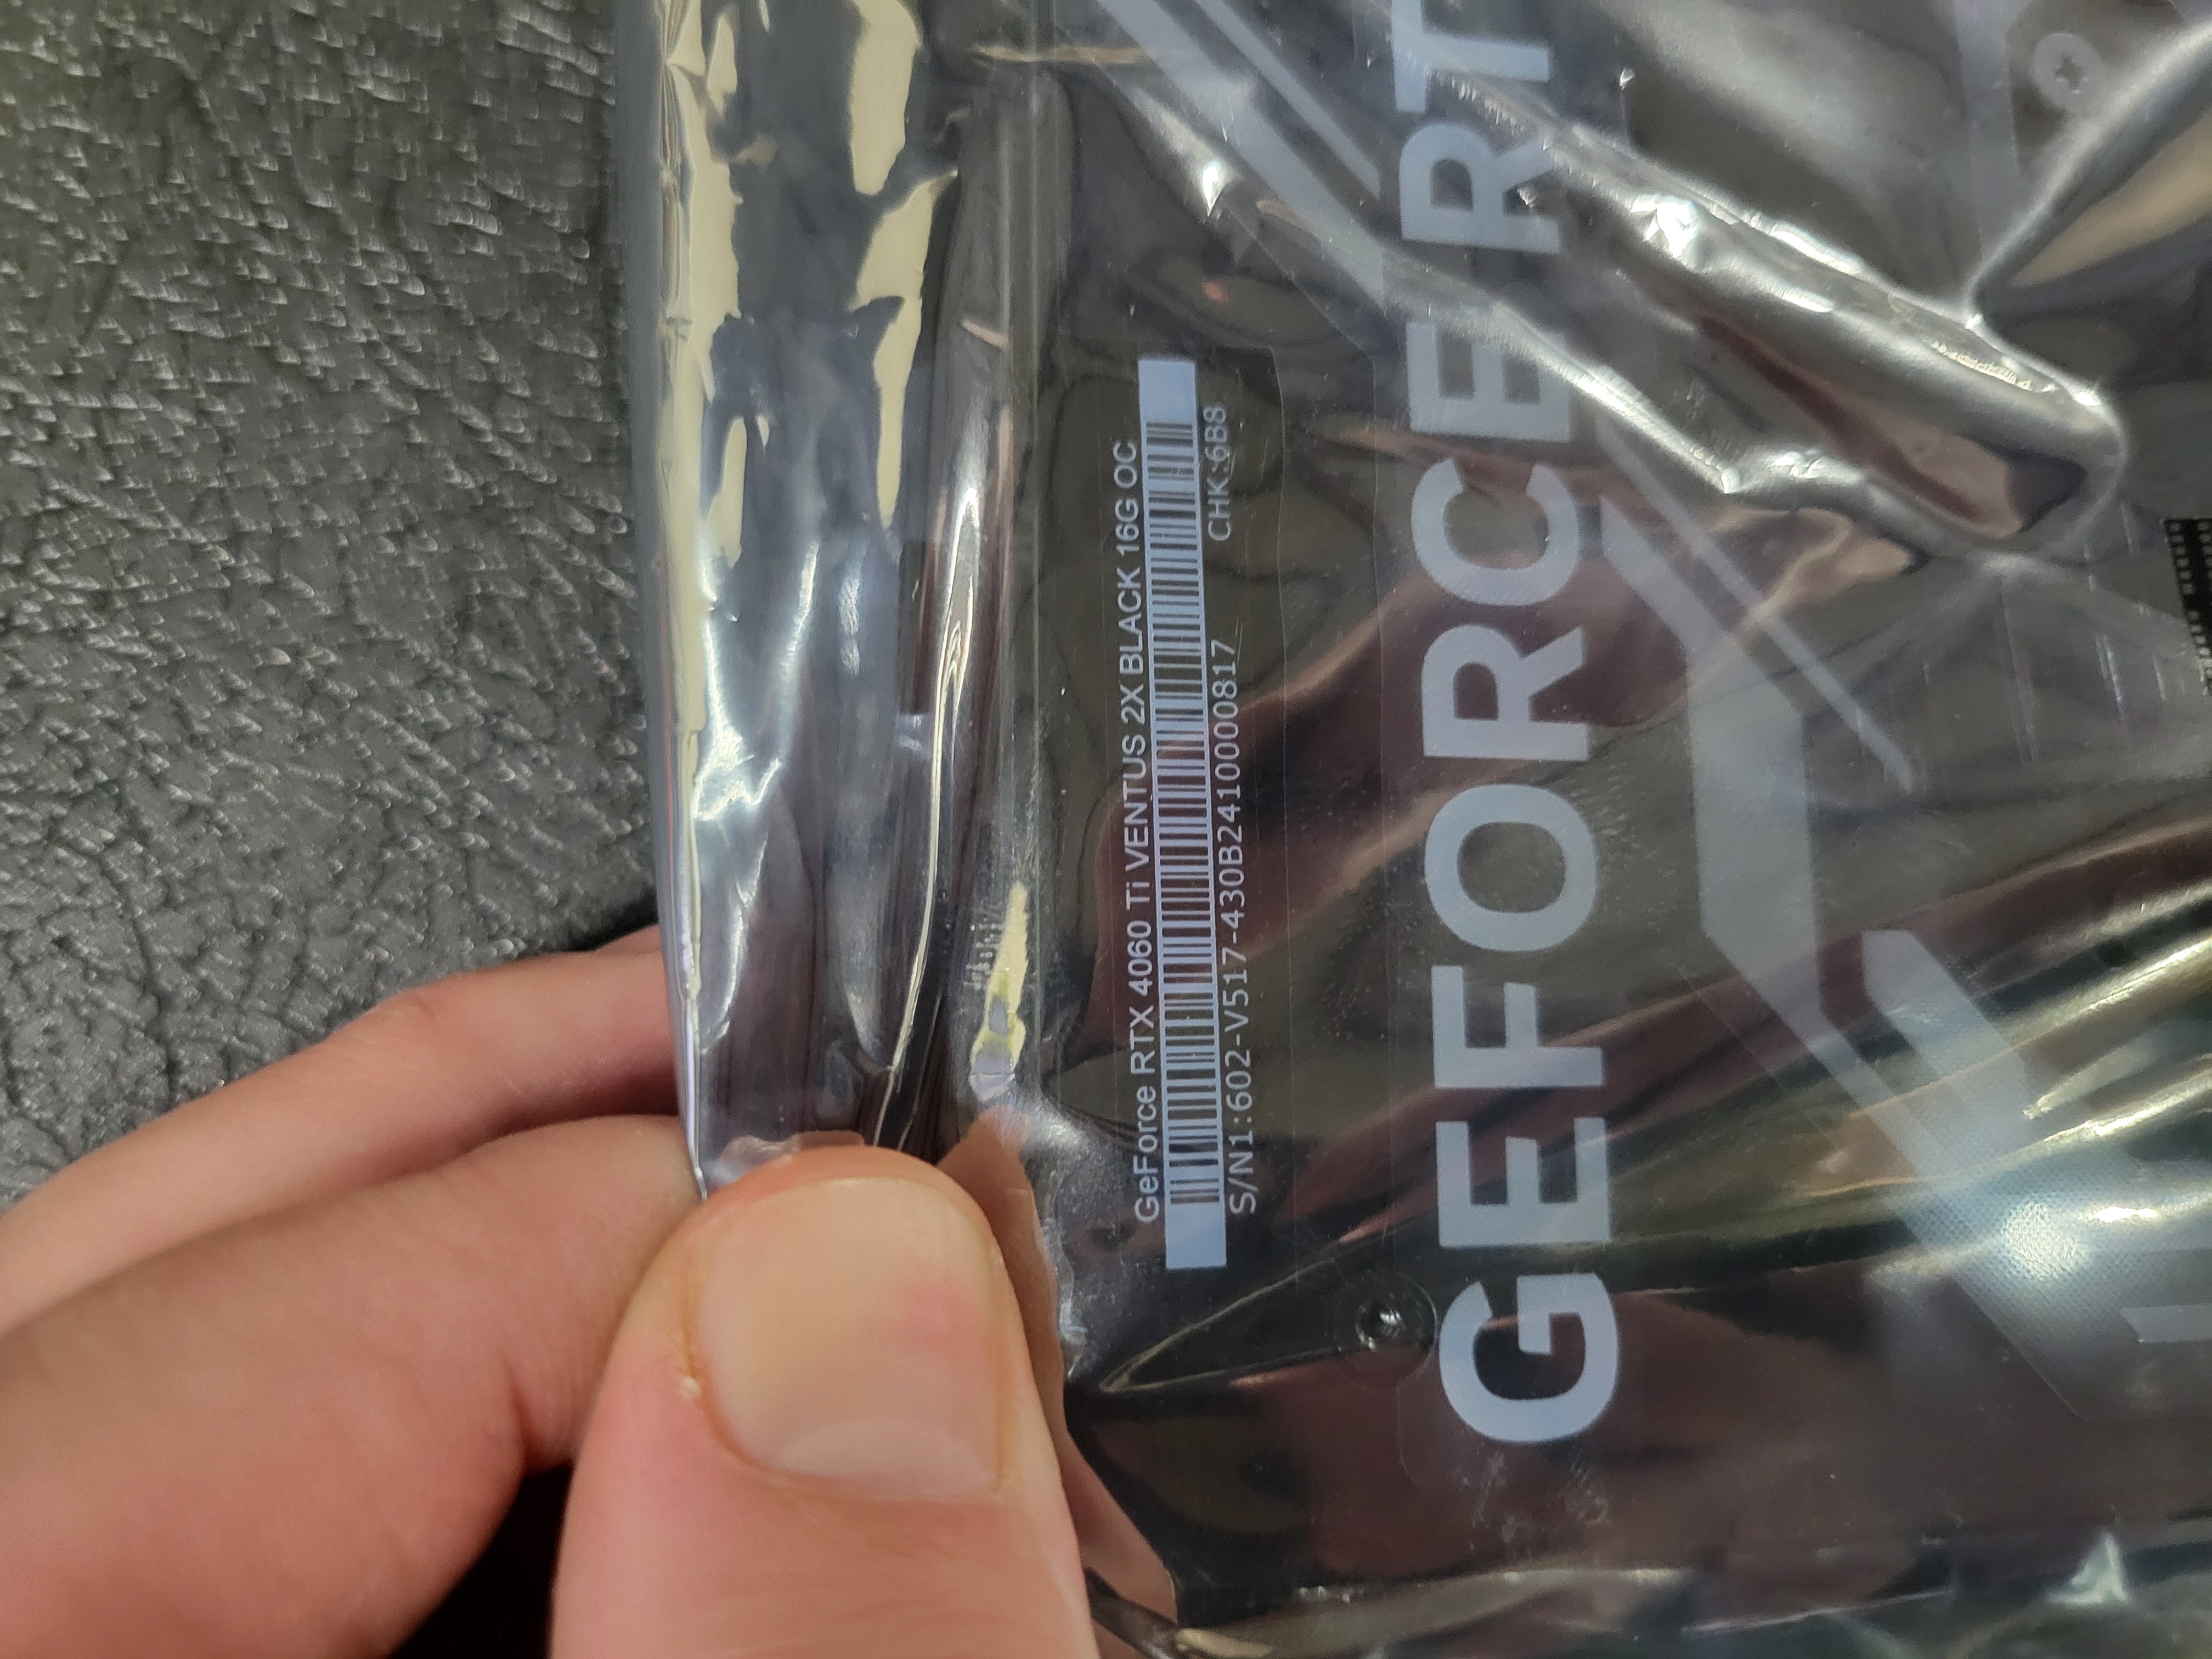 GeForce RTX 4060 Ti VENTUS 2X BLACK 16G OC
S/N1:602-V517-430B2410000817
CHK:6B8
GEFORCE RT